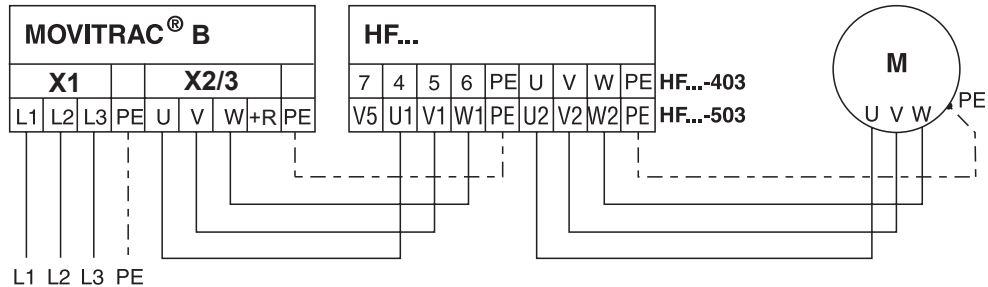 MOVITRAC® B
HF...
M
X1 X2/3
7 4 5 6 PE U V W PE HF...-403
L1 L2 L3 PE U V W +R PE
V5 U1 V1 W1 PE U2 V2 W2 PE HF...-503
U V W
PE
L1 L2 L3 PE